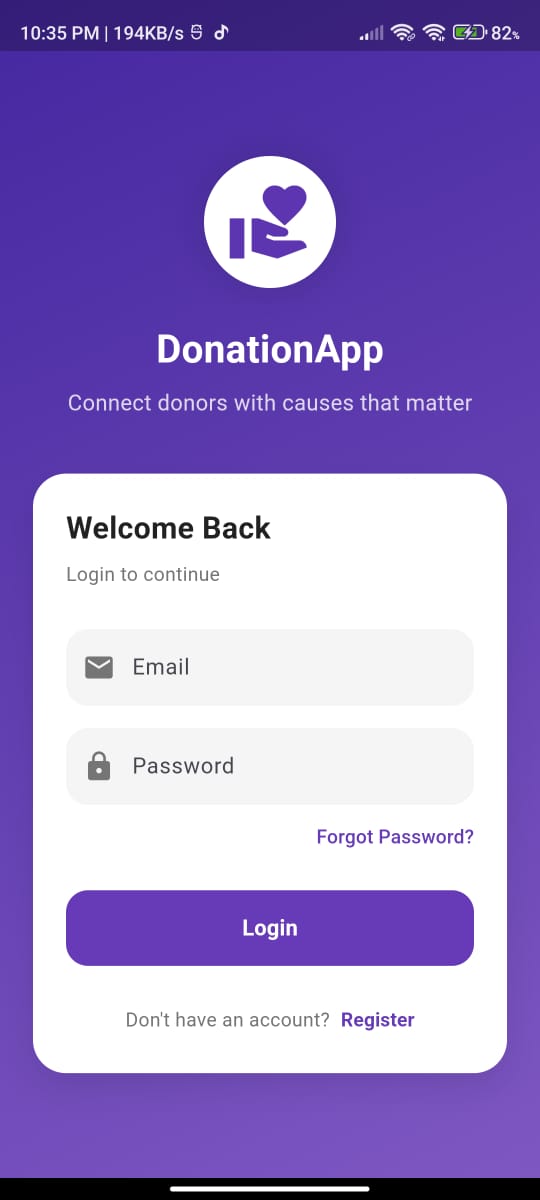 10:35 PM | 194KB/s
82%
DonationApp
Connect donors with causes that matter
Welcome Back
Login to continue
Email
Password
Forgot Password?
Login
Don't have an account? Register